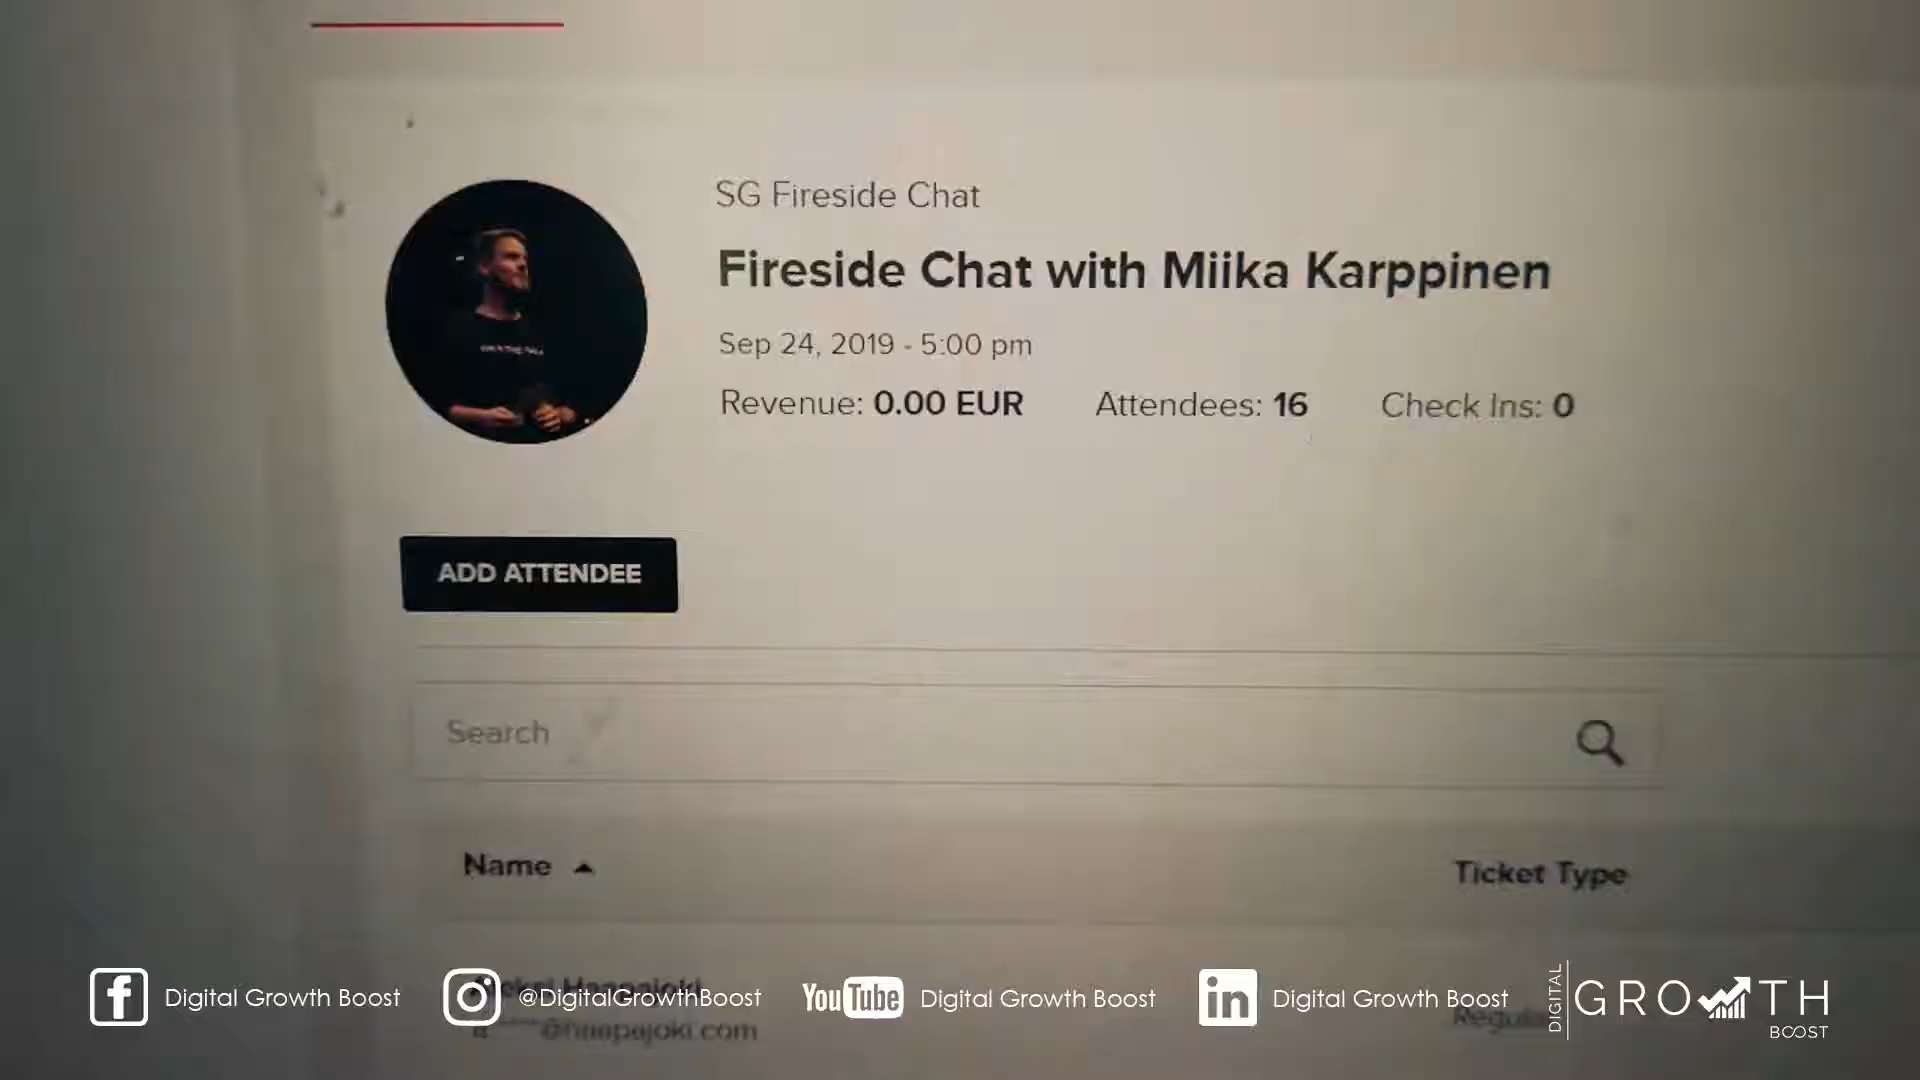 SG Fireside Chat
Fireside Chat with Miika Karppinen
Sep 24, 2019 - 5:00 pm
Revenue: 0.00 EUR Attendees: 16 Check Ins: 0
ADD ATTENDEE
Search
Name Ticket Type
Digital Growth Boost @DigitalGrowthBoost YouTube Digital Growth Boost in Digital Growth Boost DIGITAL GROWTH BOOST